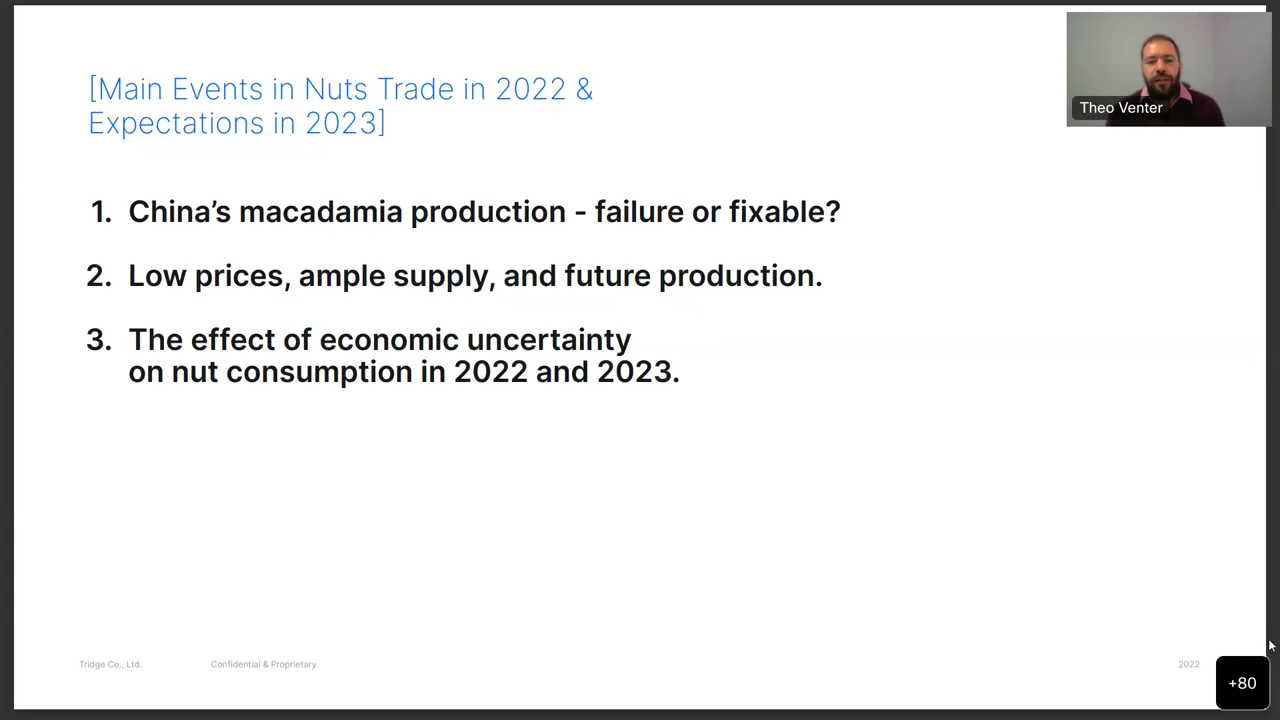 [Main Events in Nuts Trade in 2022 &
Expectations in 2023]
Theo Venter
1. China’s macadamia production - failure or fixable?
2. Low prices, ample supply, and future production.
3. The effect of economic uncertainty
on nut consumption in 2022 and 2023.
Tridge Co., Ltd. Confidential & Proprietary 2022
+80